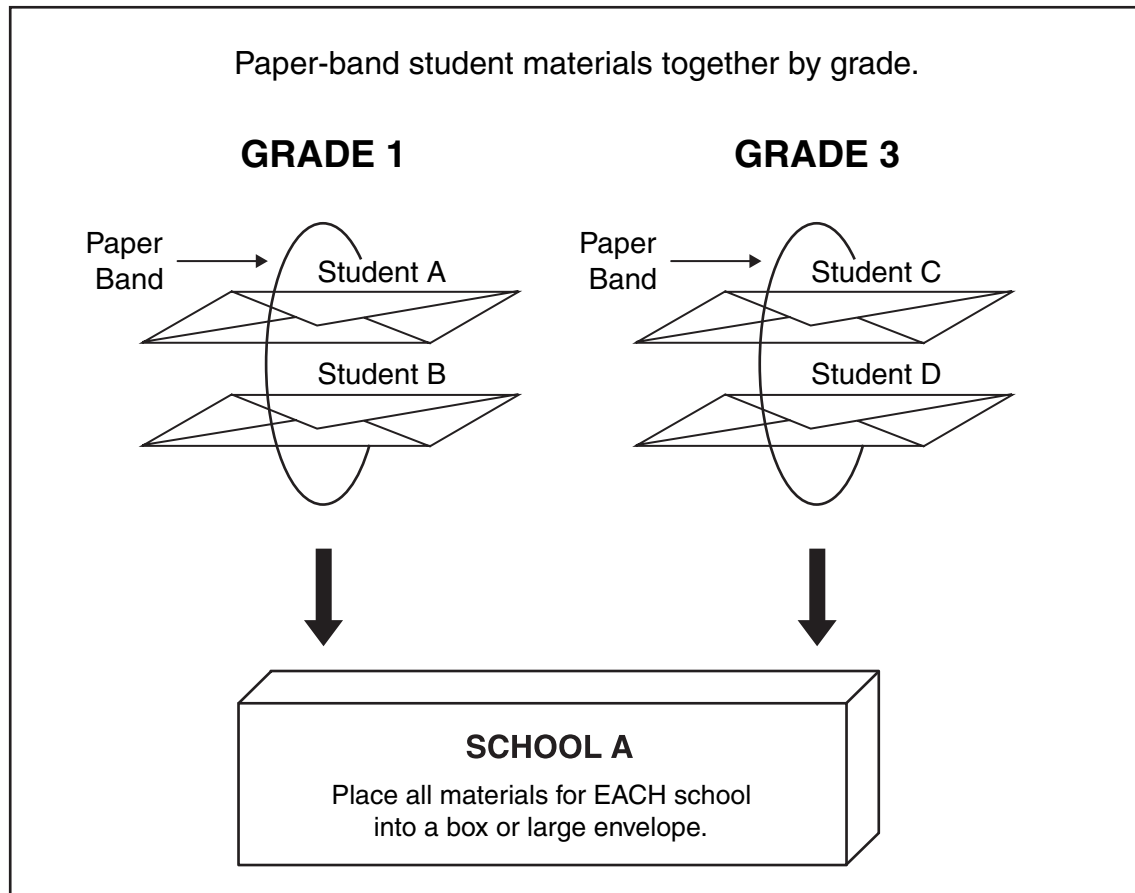 Paper-band student materials together by grade.
GRADE 1
GRADE 3
Paper
Band
Student A
Student B
Paper
Band
Student C
Student D
SCHOOL A
Place all materials for EACH school
into a box or large envelope.